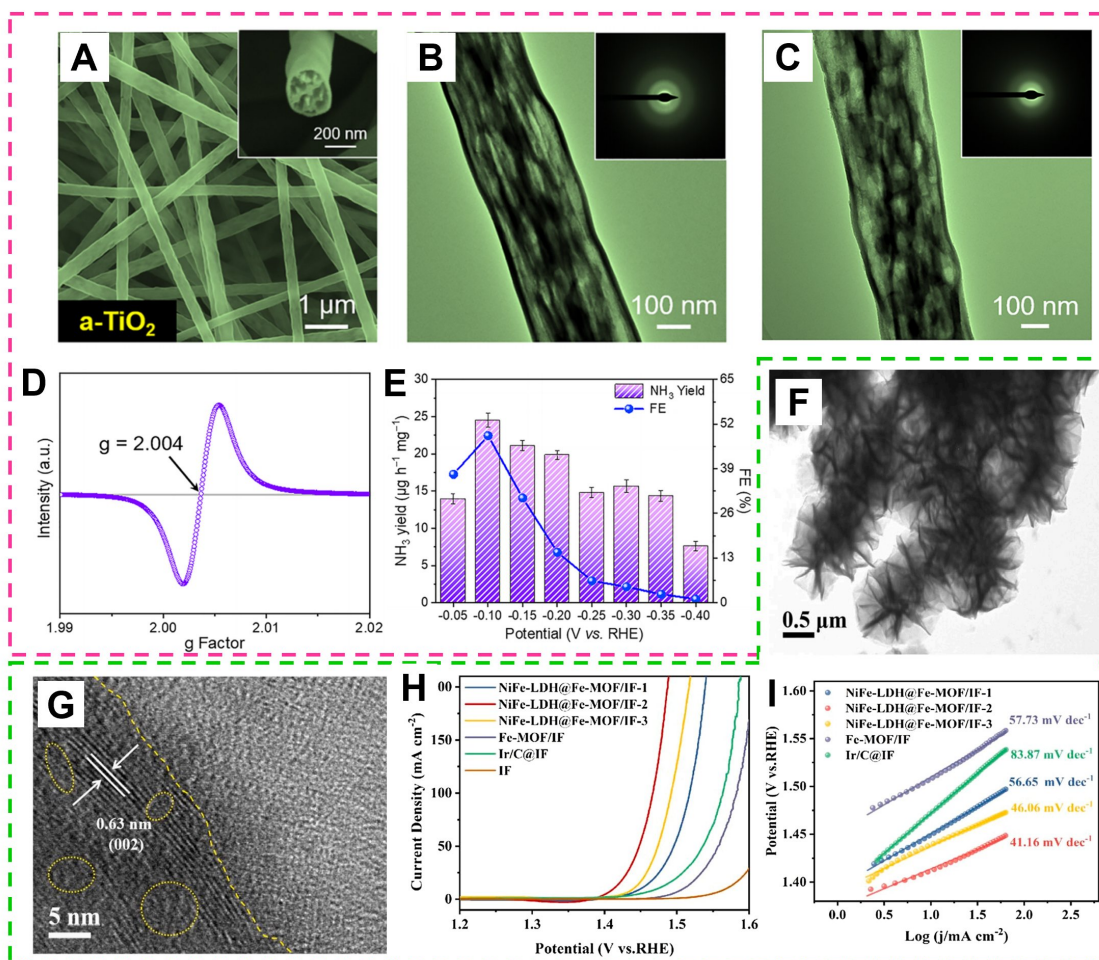 A
200 nm
a-TiO₂
1 μm
B
100 nm
C
100 nm
D
Intensity (a.u.)
g = 2.004
1.99
2.00
2.01
2.02
g Factor
E
NH₃ yield (μg h⁻¹ mg⁻¹)
30
25
20
15
10
5
0
NH₃ Yield
FE
65
52
39
26
13
0
FE (%)
-0.05
-0.10
-0.15
-0.20
-0.25
-0.30
-0.35
-0.40
Potential (V vs. RHE)
F
0.5 μm
G
0.63 nm
(002)
5 nm
H
Current Density (mA cm⁻²)
00
150
100
50
0
NiFe-LDH@Fe-MOF/IF-1
NiFe-LDH@Fe-MOF/IF-2
NiFe-LDH@Fe-MOF/IF-3
Fe-MOF/IF
Ir/C@IF
IF
1.2
1.3
1.4
1.5
1.6
Potential (V vs.RHE)
I
Potential (V vs.RHE)
1.60
1.55
1.50
1.45
1.40
NiFe-LDH@Fe-MOF/IF-1
NiFe-LDH@Fe-MOF/IF-2
NiFe-LDH@Fe-MOF/IF-3
Fe-MOF/IF
Ir/C@IF
57.73 mV dec⁻¹
83.87 mV dec⁻¹
56.65 mV dec⁻¹
46.06 mV dec⁻¹
41.16 mV dec⁻¹
0.0
0.5
1.0
1.5
2.0
2.5
Log (j/mA cm⁻²)